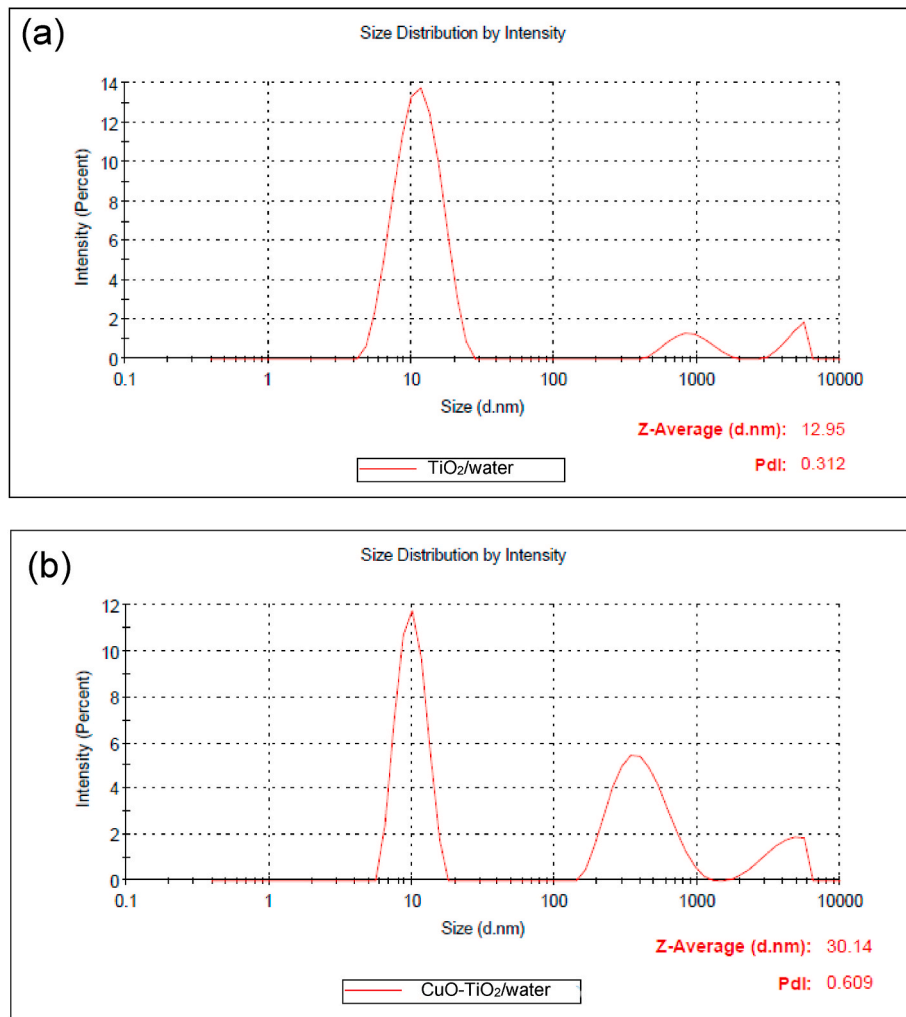 (a)
Size Distribution by Intensity
14
12
10
8
6
4
2
0
Intensity (Percent)
0.1 1 10 100 1000 10000
Size (d.nm)
Z-Average (d.nm): 12.95
PdI: 0.312
TiO₂/water
(b)
Size Distribution by Intensity
12
10
8
6
4
2
0
Intensity (Percent)
0.1 1 10 100 1000 10000
Size (d.nm)
Z-Average (d.nm): 30.14
PdI: 0.609
CuO-TiO₂/water